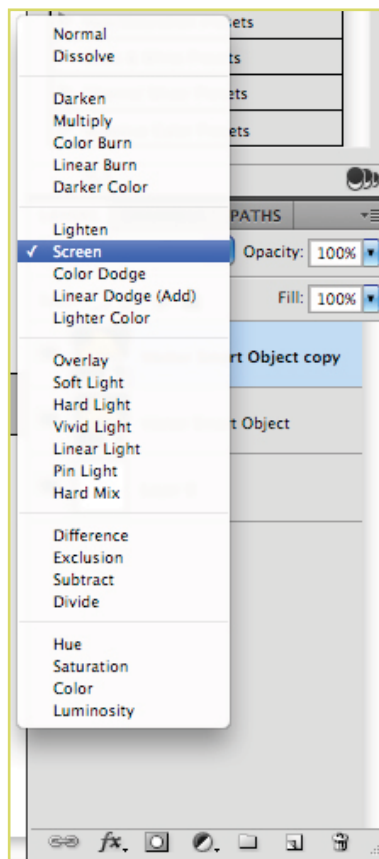 Normal
Dissolve
Darken
Multiply
Color Burn
Linear Burn
Darker Color
Lighten
✓ Screen
Color Dodge
Linear Dodge (Add)
Lighter Color
Overlay
Soft Light
Hard Light
Vivid Light
Linear Light
Pin Light
Hard Mix
Difference
Exclusion
Subtract
Divide
Hue
Saturation
Color
Luminosity
ets
ts
ets
ets
PATHS
Opacity: 100%
Fill: 100%
rt Object copy
t Object
fx.